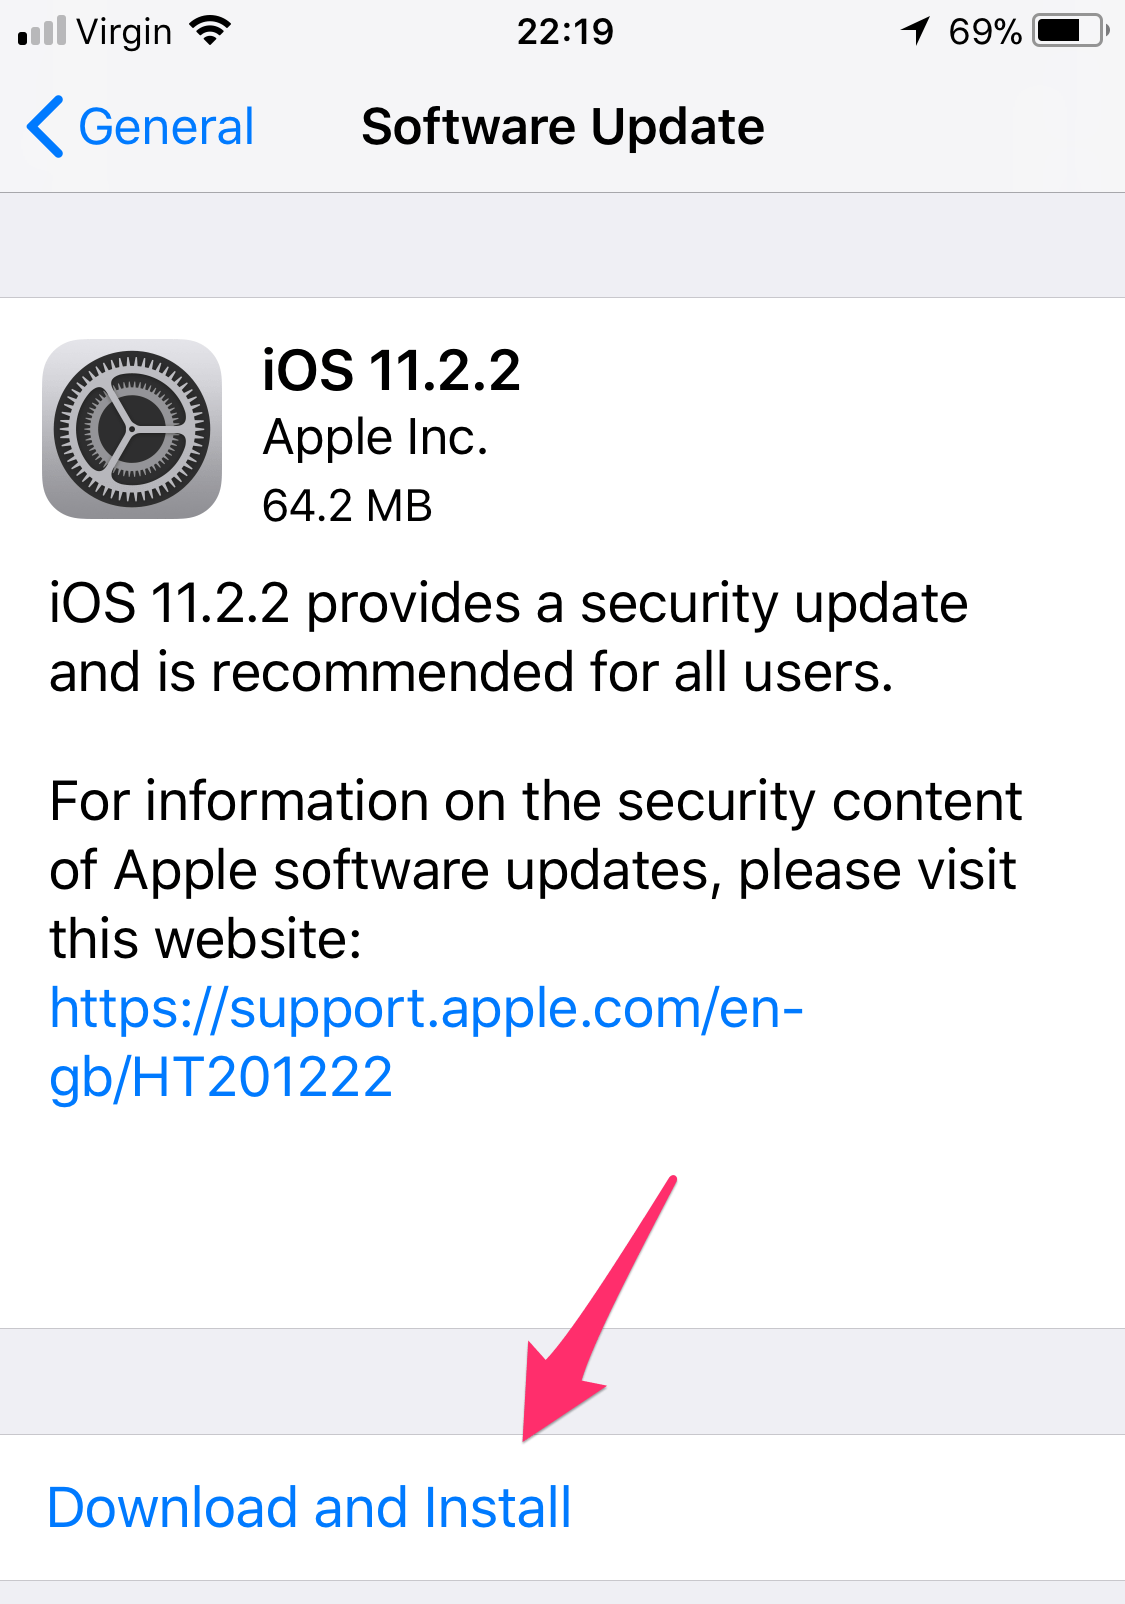 Virgin 22:19 69%
General Software Update
iOS 11.2.2
Apple Inc.
64.2 MB
iOS 11.2.2 provides a security update
and is recommended for all users.
For information on the security content
of Apple software updates, please visit
this website:
https://support.apple.com/en-
gb/HT201222
Download and Install